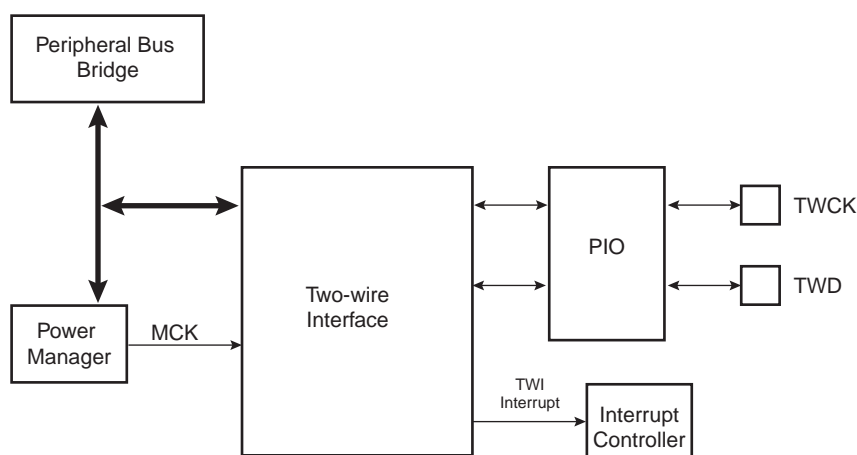 Peripheral Bus
Bridge
TWCK
PIO
TWD
Two-wire
Interface
Power
Manager
MCK
TWI
Interrupt
Interrupt
Controller